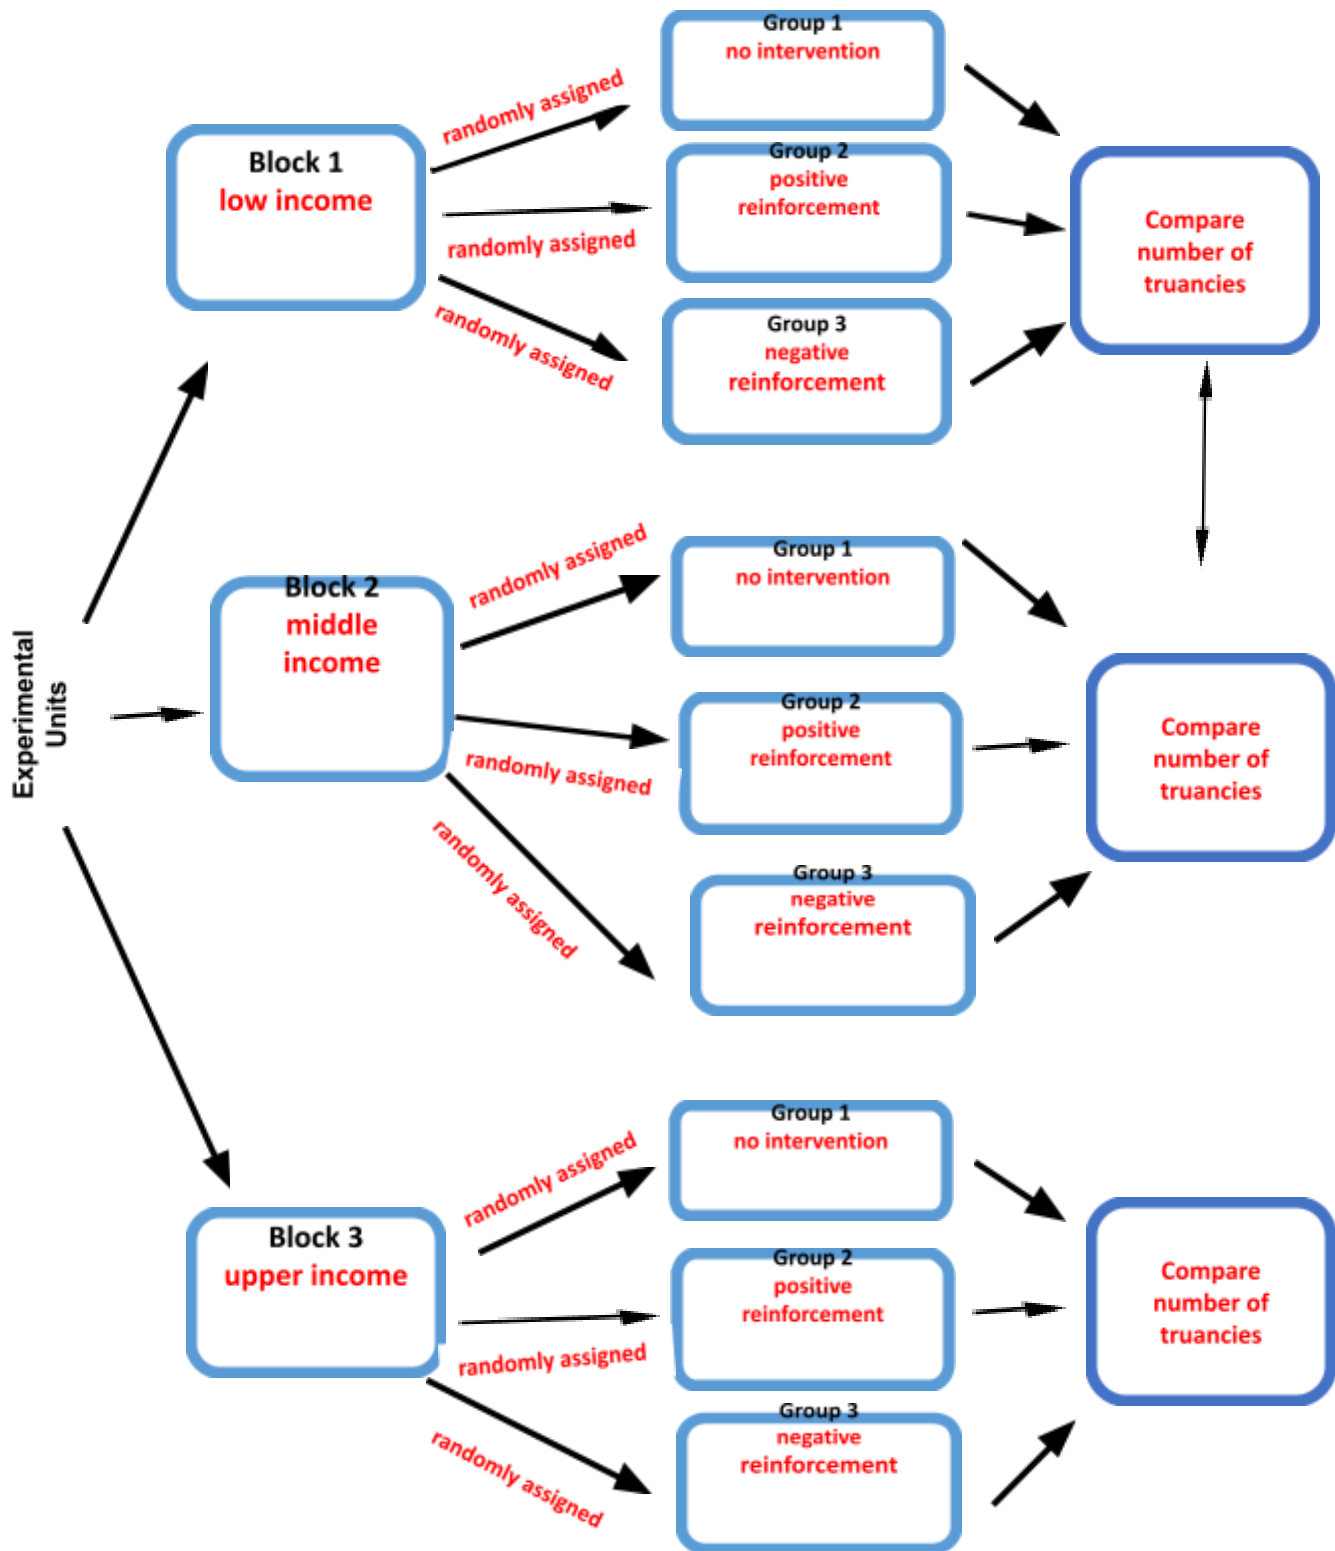 Experimental
Units
Block 1
low income
randomly assigned
randomly assigned
randomly assigned
Group 1
no intervention
Group 2
positive
reinforcement
Group 3
negative
reinforcement
Compare
number of
truancies
Block 2
middle
income
randomly assigned
randomly assigned
randomly assigned
Group 1
no intervention
Group 2
positive
reinforcement
Group 3
negative
reinforcement
Compare
number of
truancies
Block 3
upper income
randomly assigned
randomly assigned
randomly assigned
Group 1
no intervention
Group 2
positive
reinforcement
Group 3
negative
reinforcement
Compare
number of
truancies